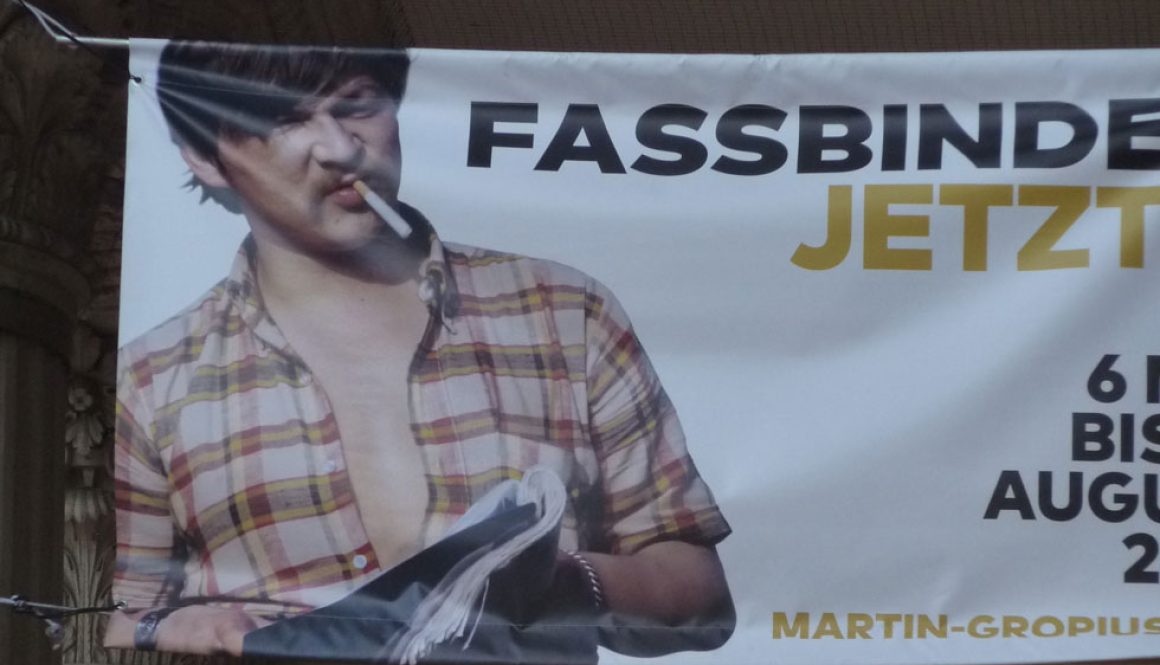 FASSBINDE
JETZT
6 M
BIS
AUGU
2
MARTIN-GROPIUS